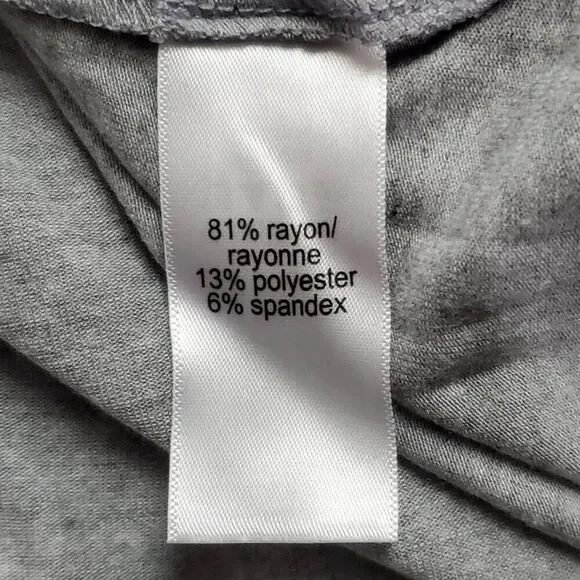 81% rayon/
rayonne
13% polyester
6% spandex